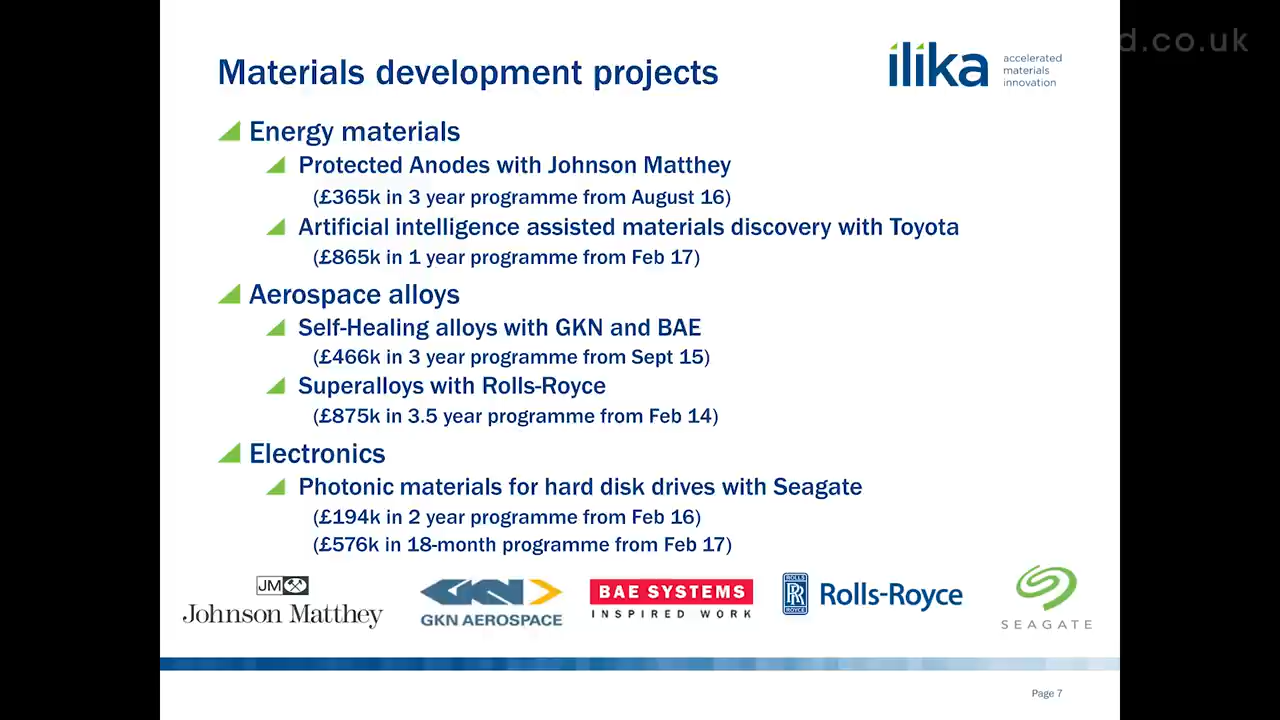 d.co.uk
Materials development projects
ilika
accelerated
materials
innovation
Energy materials
Protected Anodes with Johnson Matthey
(£365k in 3 year programme from August 16)
Artificial intelligence assisted materials discovery with Toyota
(£865k in 1 year programme from Feb 17)
Aerospace alloys
Self-Healing alloys with GKN and BAE
(£466k in 3 year programme from Sept 15)
Superalloys with Rolls-Royce
(£875k in 3.5 year programme from Feb 14)
Electronics
Photonic materials for hard disk drives with Seagate
(£194k in 2 year programme from Feb 16)
(£576k in 18-month programme from Feb 17)
JM
Johnson Matthey
GKN
GKN AEROSPACE
BAE SYSTEMS
INSPIRED WORK
ROLLS
RR
ROYCE
Rolls-Royce
SEAGATE
Page 7